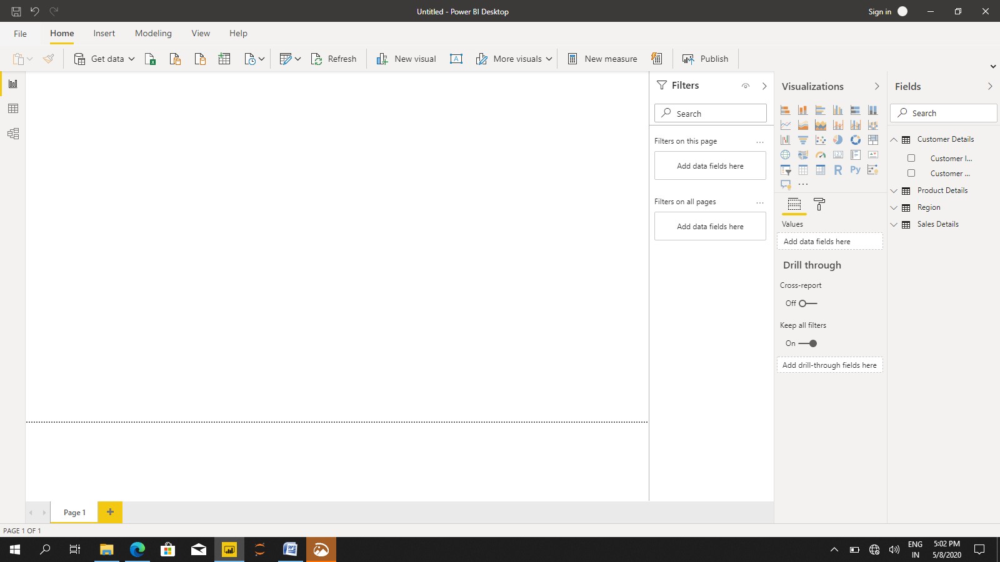 Untitled - Power BI Desktop
Sign in
File Home Insert Modeling View Help
Get data Refresh New visual A More visuals New measure Publish
Filters
Search
Filters on this page ...
Add data fields here
Filters on all pages ...
Add data fields here
Visualizations
123
R Py
...
Values
Add data fields here
Drill through
Cross-report
Off
Keep all filters
On
Add drill-through fields here
Fields
Search
Customer Details
Customer I...
Customer ...
Product Details
Region
Sales Details
Page 1 +
PAGE 1 OF 1
W
ENG
IN
5:02 PM
5/8/2020